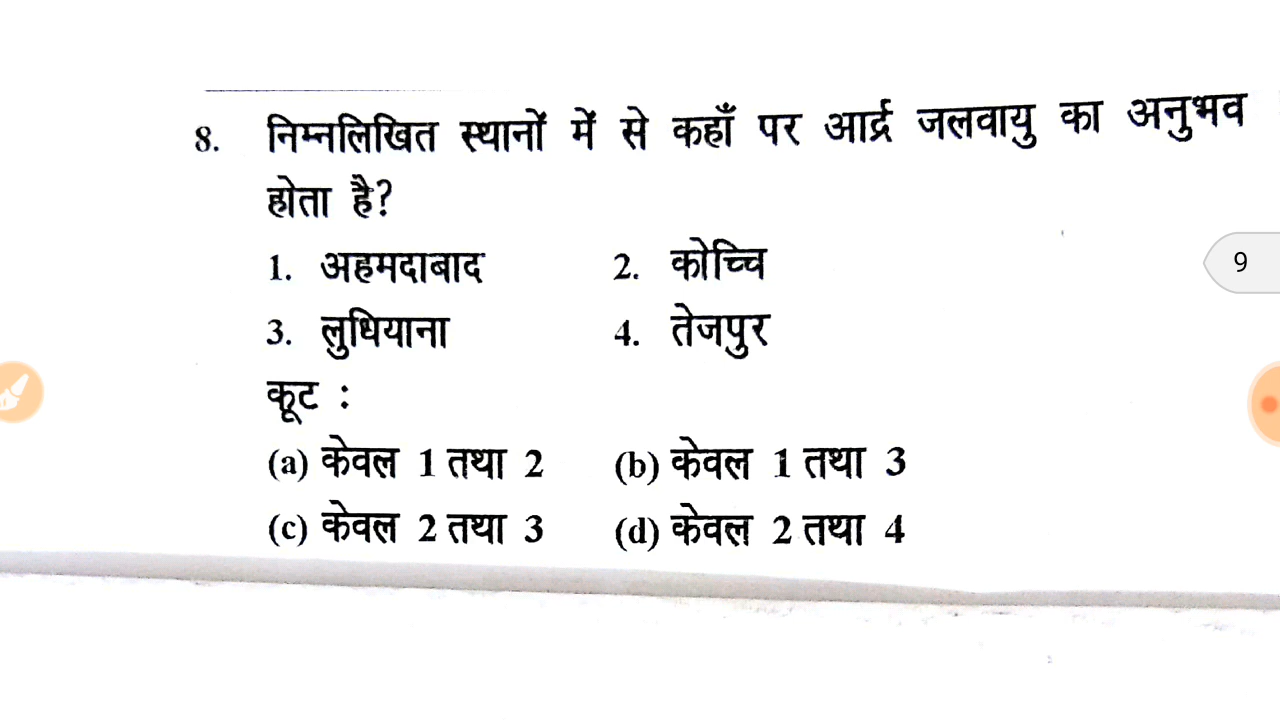 8. निम्नलिखित स्थानों में से कहाँ पर आर्द्र जलवायु का अनुभव
होता है?
1. अहमदाबाद 2. कोच्चि
9
3. लुधियाना 4. तेजपुर
कूट :
(a) केवल 1 तथा 2 (b) केवल 1 तथा 3
(c) केवल 2 तथा 3 (d) केवल 2 तथा 4